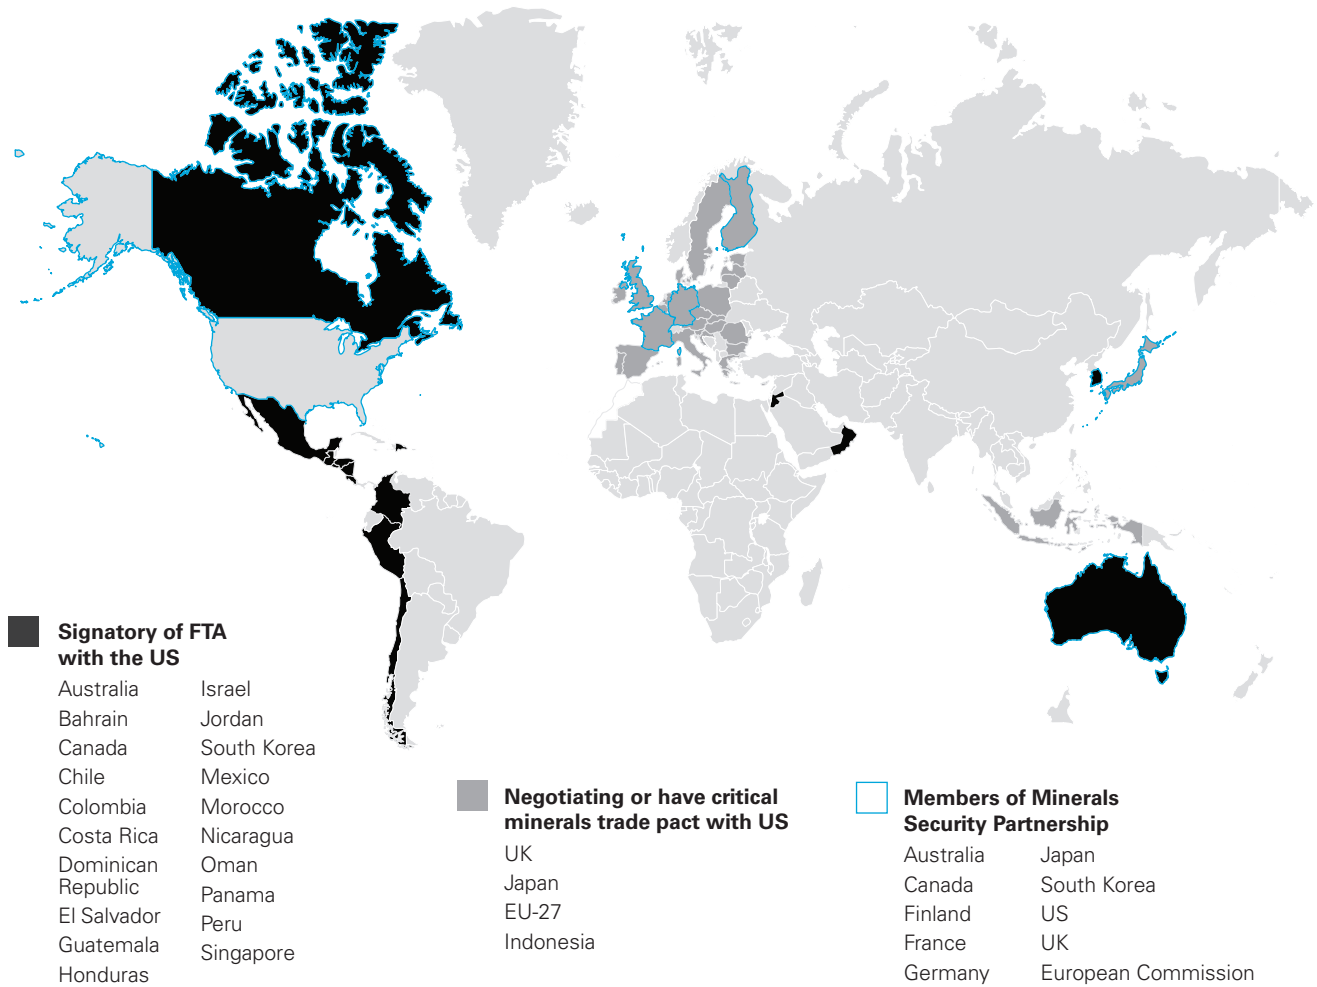 Signatory of FTA
with the US
Australia
Bahrain
Canada
Chile
Colombia
Costa Rica
Dominican
Republic
El Salvador
Guatemala
Honduras
Israel
Jordan
South Korea
Mexico
Morocco
Nicaragua
Oman
Panama
Peru
Singapore
Negotiating or have critical
minerals trade pact with US
UK
Japan
EU-27
Indonesia
Members of Minerals
Security Partnership
Australia
Canada
Finland
France
Germany
Japan
South Korea
US
UK
European Commission